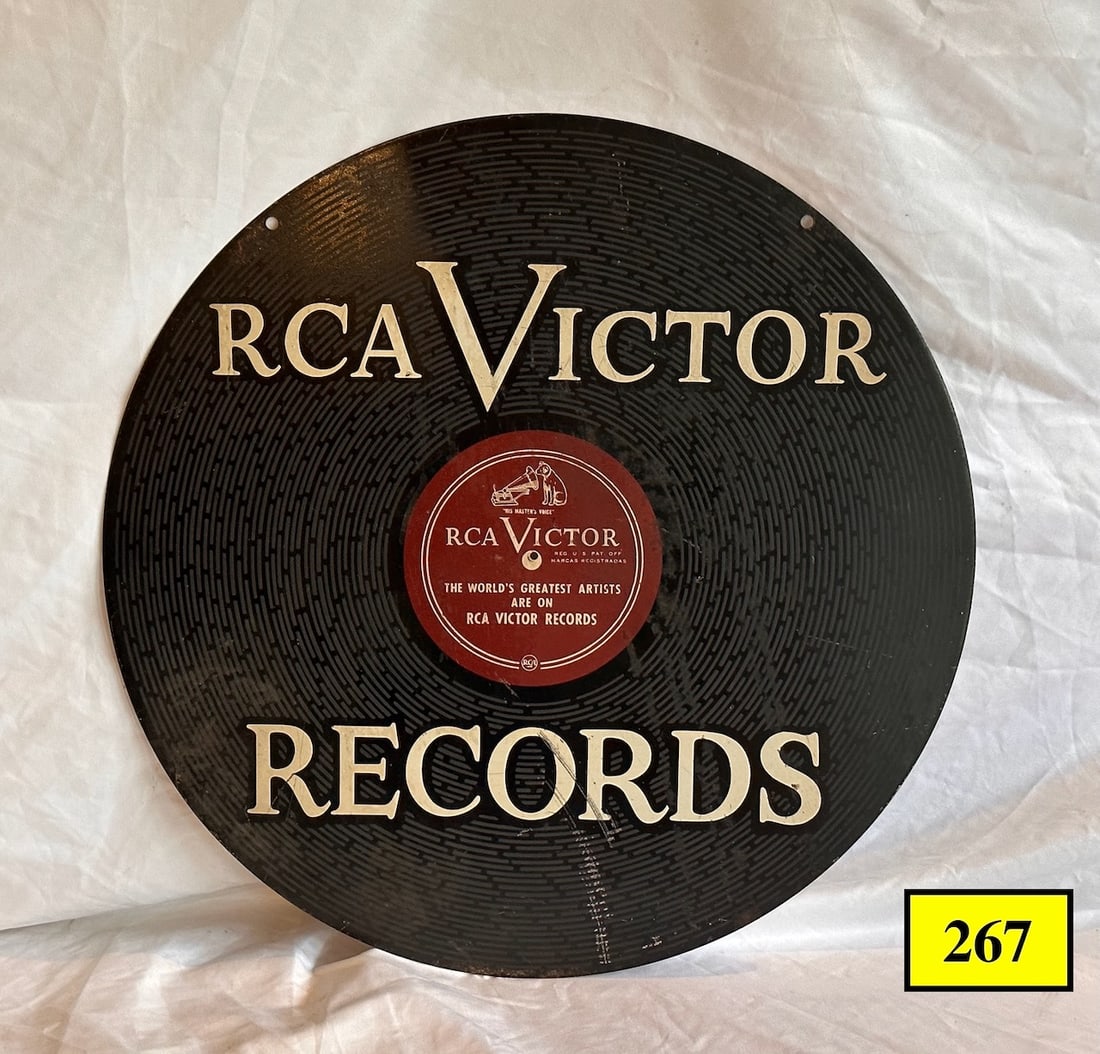 RCA VICTOR
"HIS MASTER'S VOICE"
RCA VICTOR
REG. U S PAT. OFF
MARCAS REGISTRADAS
THE WORLD'S GREATEST ARTISTS
ARE ON
RCA VICTOR RECORDS
RCA
RECORDS
267